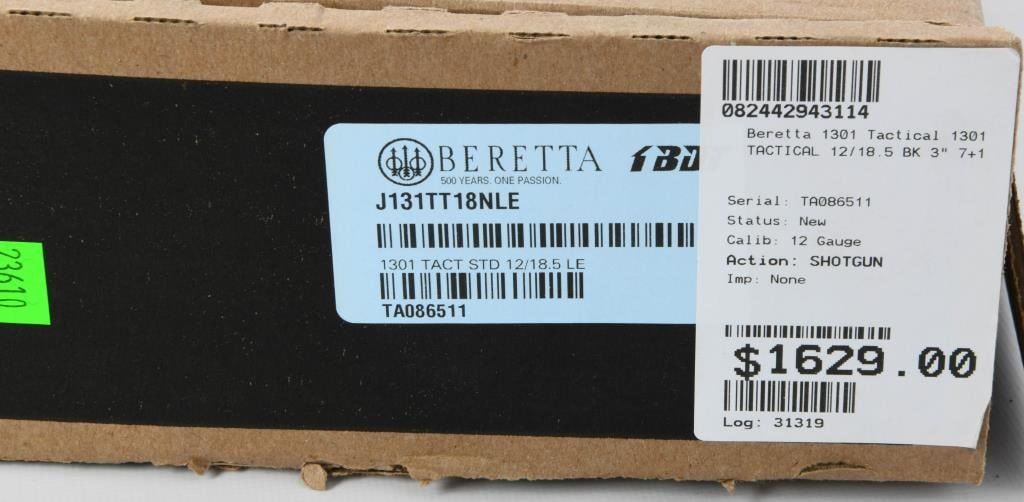 BERETTA
500 YEARS. ONE PASSION.
J131TT18NLE
1301 TACT STD 12/18.5 LE
TA086511
082442943114
Beretta 1301 Tactical 1301
TACTICAL 12/18.5 BK 3" 7+1
Serial: TA086511
Status: New
Calib: 12 Gauge
Action: SHOTGUN
Imp: None
$1629.00
Log: 31319
23610